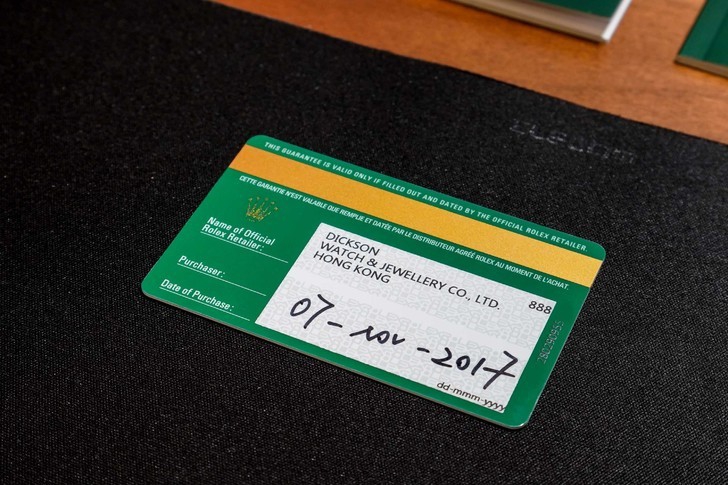 THIS GUARANTEE IS VALID ONLY IF FILLED OUT AND DATED BY THE OFFICIAL ROLEX RETAILER.
CETTE GARANTIE N'EST VALABLE QUE REMPLIE ET DATÉE PAR LE DISTRIBUTEUR AGRÉÉ ROLEX AU MOMENT DE L'ACHAT.
Name of Official
Rolex Retailer:
DICKSON
WATCH & JEWELLERY CO., LTD. 888
HONG KONG
Purchaser:
Date of Purchase:
07-NOV-2017
dd-mmm-yyyy